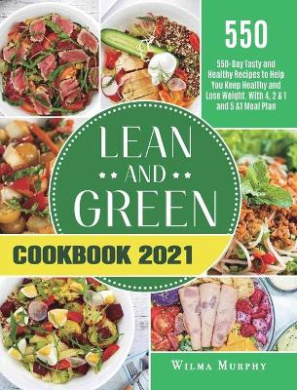 550
550-Day Tasty and
Healthy Recipes to Help
You Keep Healthy and
Lose Weight. With 4, 2 & 1
and 5 &1 Meal Plan
LEAN
AND
GREEN
COOKBOOK 2021
WILMA MURPHY